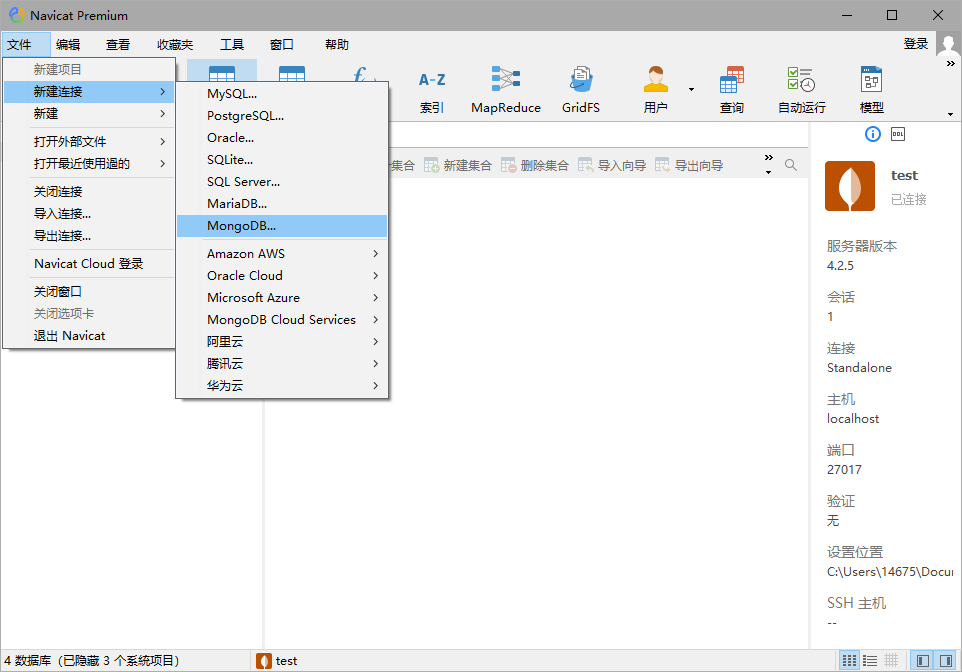 Navicat Premium
文件 编辑 查看 收藏夹 工具 窗口 帮助 登录
新建项目
新建连接
新建
打开外部文件
打开最近使用過的
关闭连接
导入连接...
导出连接...
Navicat Cloud 登录
关闭窗口
关闭选项卡
退出 Navicat
MySQL...
PostgreSQL...
Oracle...
SQLite...
SQL Server...
MariaDB...
MongoDB...
Amazon AWS
Oracle Cloud
Microsoft Azure
MongoDB Cloud Services
阿里云
腾讯云
华为云
A-Z
索引 MapReduce GridFS 用户 查询 自动运行 模型
集合 新建集合 删除集合 导入向导 导出向导
DDL
test
已连接
服务器版本
4.2.5
会话
1
连接
Standalone
主机
localhost
端口
27017
验证
无
设置位置
C:\Users\14675\Docu
SSH 主机
--
4 数据库 (已隐藏 3 个系统项目) test